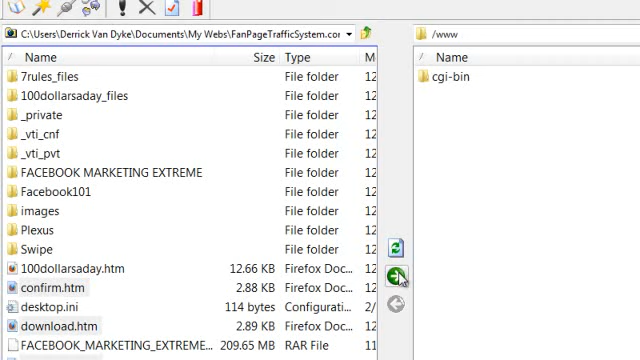 C:\Users\Derrick Van Dyke\Documents\My Webs\FanPageTrafficSystem.cor
/www
/ Name Size Type M
/ Name
7rules_files File folder 12
cgi-bin
100dollarsaday_files File folder 12
_private File folder 12
_vti_cnf File folder 12
_vti_pvt File folder 12
FACEBOOK MARKETING EXTREME File folder 12
Facebook101 File folder 12
images File folder 12
Plexus File folder 12
Swipe File folder 12
100dollarsaday.htm 12.66 KB Firefox Doc... 12
confirm.htm 2.88 KB Firefox Doc... 12
desktop.ini 114 bytes Configurati... 2/
download.htm 2.89 KB Firefox Doc... 12
FACEBOOK_MARKETING_EXTREME... 209.65 MB RAR File 11